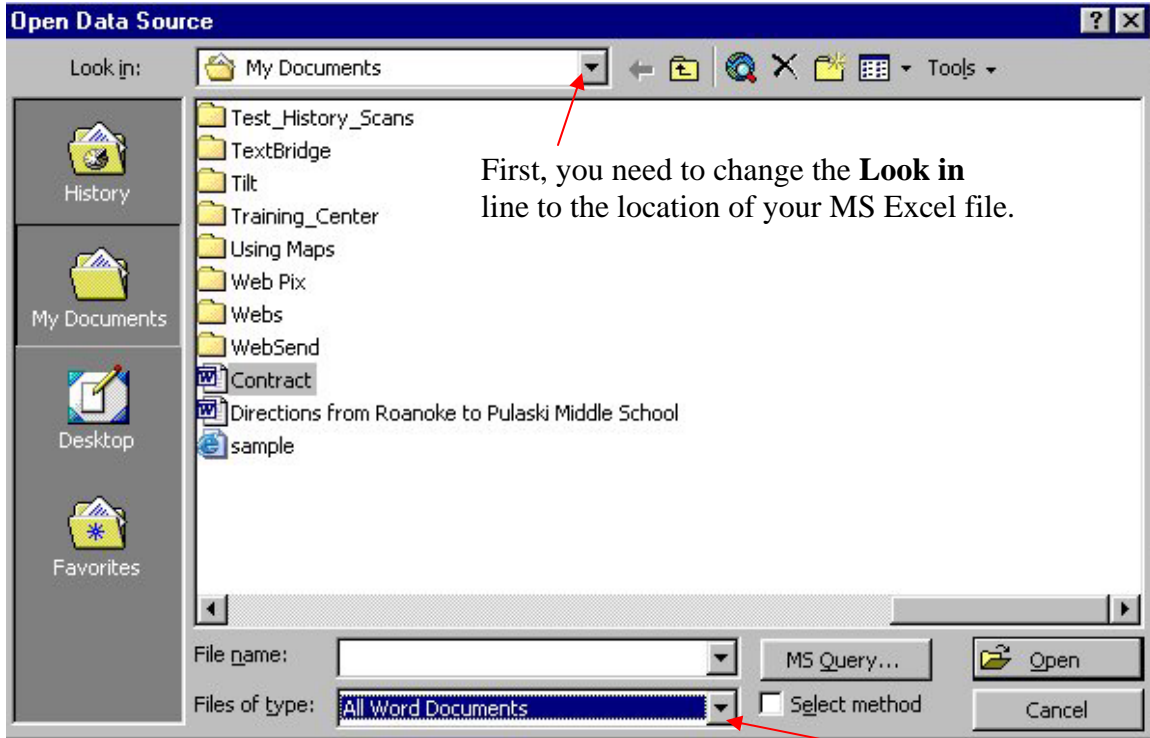 Open Data Source
Look in:
My Documents
Tools
History
My Documents
Desktop
Favorites
Test_History_Scans
TextBridge
Tilt
Training_Center
Using Maps
Web Pix
Webs
WebSend
Contract
Directions from Roanoke to Pulaski Middle School
sample
First, you need to change the Look in
line to the location of your MS Excel file.
File name:
MS Query...
Open
Files of type:
All Word Documents
Select method
Cancel